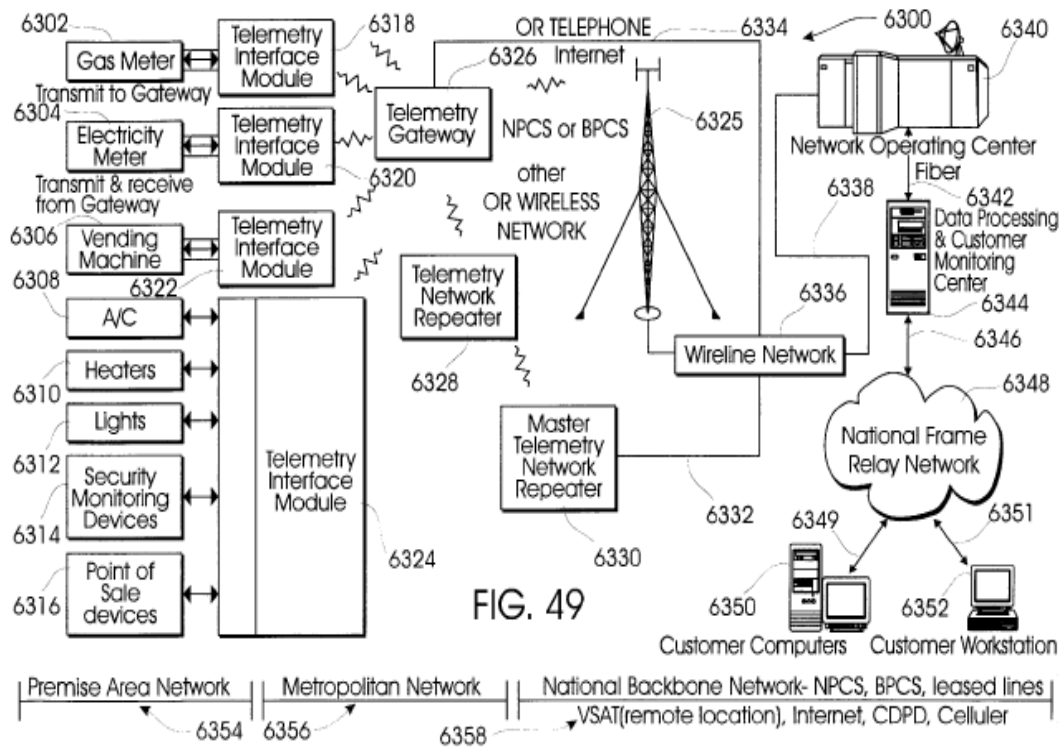 6302
Gas Meter
Telemetry
Interface
Module
6318
Transmit to Gateway
6304
Electricity
Meter
Telemetry
Interface
Module
6320
Transmit & receive
from Gateway
6306
Vending
Machine
Telemetry
Interface
Module
6322
6308
A/C
6310
Heaters
Lights
6312
Security
Monitoring
Devices
6314
6316
Point of
Sale
devices
Telemetry
Interface
Module
6324
OR TELEPHONE
6334
Internet
6326
Telemetry
Gateway
NPCS or BPCS
other
OR WIRELESS
NETWORK
6325
Telemetry
Network
Repeater
6328
6336
Wireline Network
Master
Telemetry
Network
Repeater
6332
6330
6300
6340
Network Operating Center
Fiber
6342
6338
Data Processing
& Customer
Monitoring
Center
6344
6346
6348
National Frame
Relay Network
6349
6351
6350
6352
Customer Computers
Customer Workstation
FIG. 49
Premise Area Network
6354
Metropolitan Network
6356
National Backbone Network- NPCS, BPCS, leased lines
6358
VSAT(remote location), Internet, CDPD, Celluler